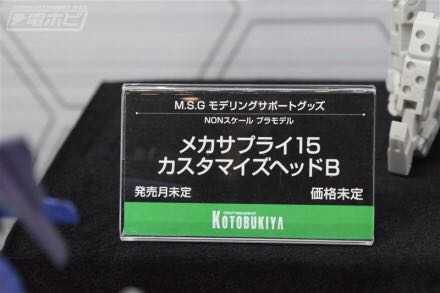 電ホビ
M.S.G モデリングサポートグッズ
NONスケール プラモデル
メカサプライ15
カスタマイズヘッドB
発売月未定 価格未定
KOTOBUKIYA